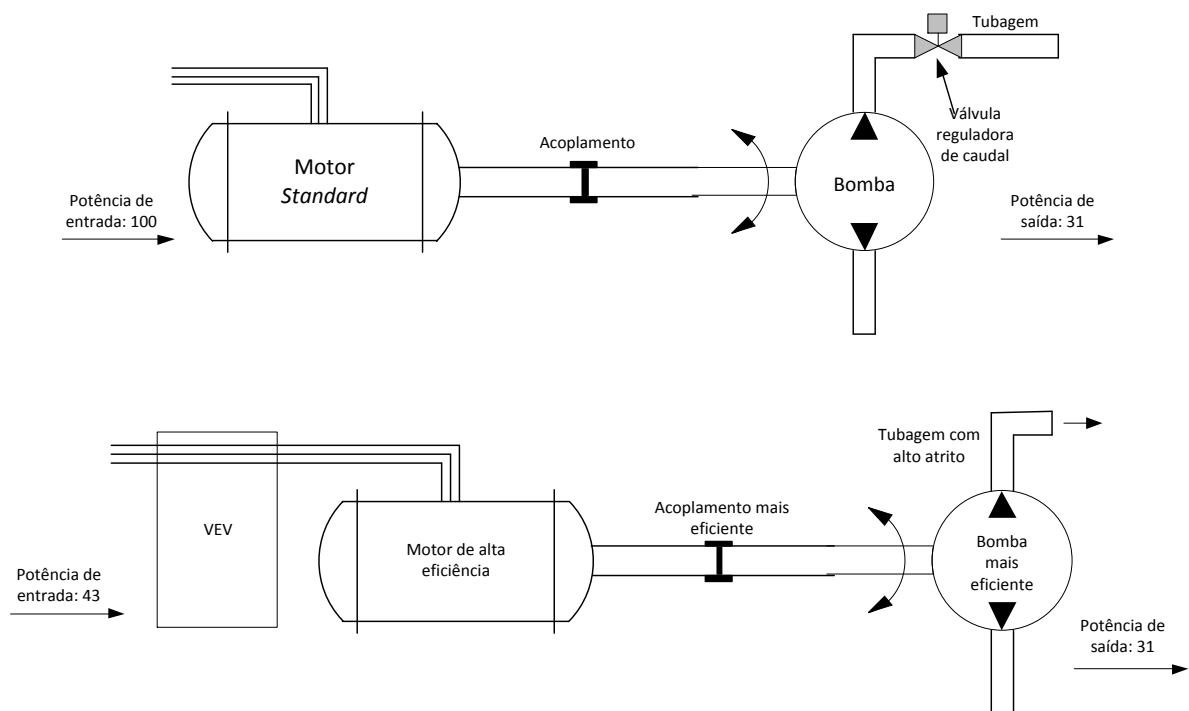 Tubagem
Válvula
reguladora
de caudal
Acoplamento
Motor
Standard
Bomba
Potência de
entrada: 100
Potência de
saída: 31
Tubagem com
alto atrito
Acoplamento mais
eficiente
VEV
Motor de alta
eficiência
Bomba
mais
eficiente
Potência de
entrada: 43
Potência de
saída: 31